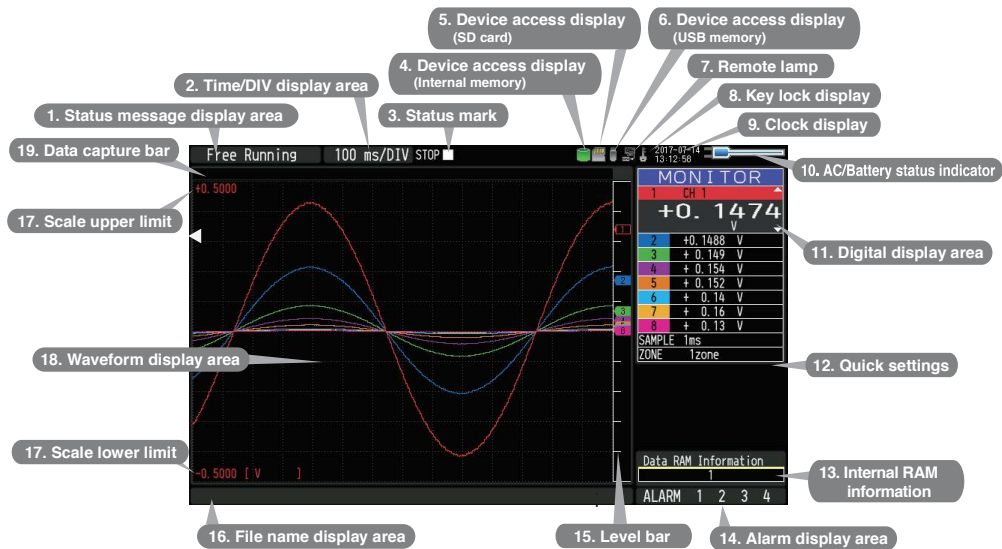 5. Device access display
(SD card)
6. Device access display
(USB memory)
4. Device access display
(Internal memory)
7. Remote lamp
2. Time/DIV display area
8. Key lock display
1. Status message display area
3. Status mark
9. Clock display
19. Data capture bar
Free Running
100 ms/DIV
STOP
2017-07-14
13:12:58
10. AC/Battery status indicator
MONITOR
+0.5000
1 CH 1
17. Scale upper limit
+0.1474
V
11. Digital display area
1
2 +0.1488 V
3 + 0.149 V
4 + 0.154 V
5 + 0.152 V
6 + 0.14 V
7 + 0.16 V
8 + 0.13 V
2
3
8
SAMPLE 1ms
ZONE 1zone
18. Waveform display area
12. Quick settings
17. Scale lower limit
-0.5000 [ V ]
Data RAM Information
1
13. Internal RAM
information
ALARM 1 2 3 4
16. File name display area
15. Level bar
14. Alarm display area